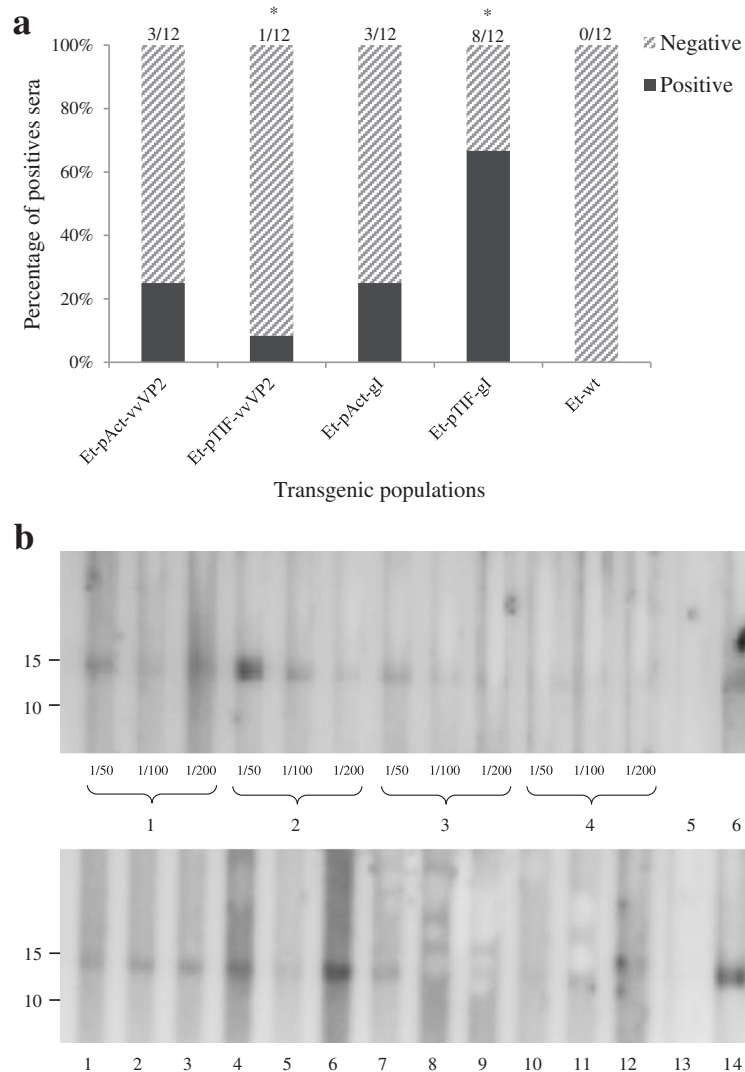 a
* *
3/12 1/12 3/12 8/12 0/12
Negative
Positive
100%
80%
60%
40%
20%
0%
Percentage of positives sera
Et-pAct-vvVP2 Et-pTIF-vvVP2 Et-pAct-gI Et-pTIF-gI Et-wt
Transgenic populations
b
15
10
1/50 1/100 1/200 1/50 1/100 1/200 1/50 1/100 1/200 1/50 1/100 1/200
1 2 3 4 5 6
15
10
1 2 3 4 5 6 7 8 9 10 11 12 13 14